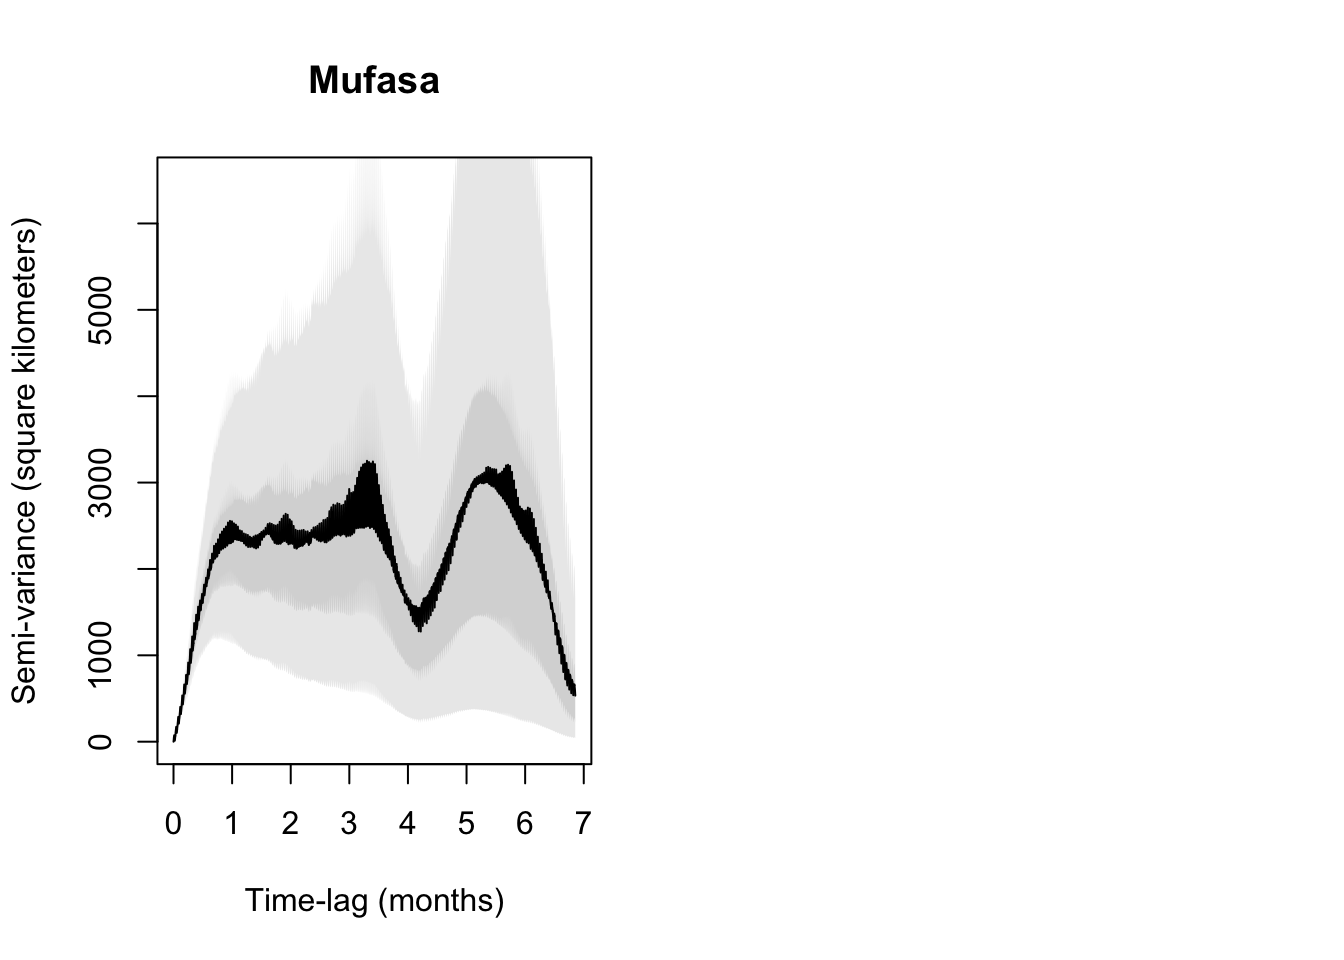 Mufasa
Semi-variance (square kilometers)
5000
3000
1000
0
0 1 2 3 4 5 6 7
Time-lag (months)